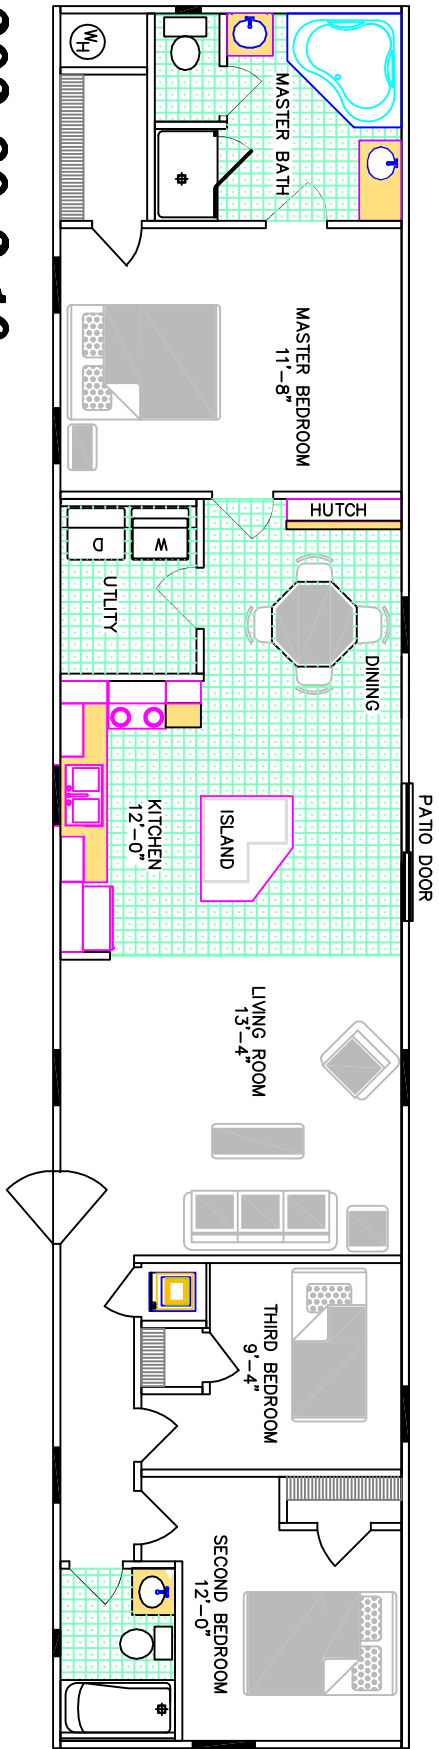 WH
MASTER BATH
MASTER BEDROOM
11'-8"
HUTCH
D
W
UTLITY
DINING
PATIO DOOR
KITCHEN
12'-0"
ISLAND
LIVING ROOM
13'-4"
THIRD BEDROOM
9'-4"
SECOND BEDROOM
12'-0"